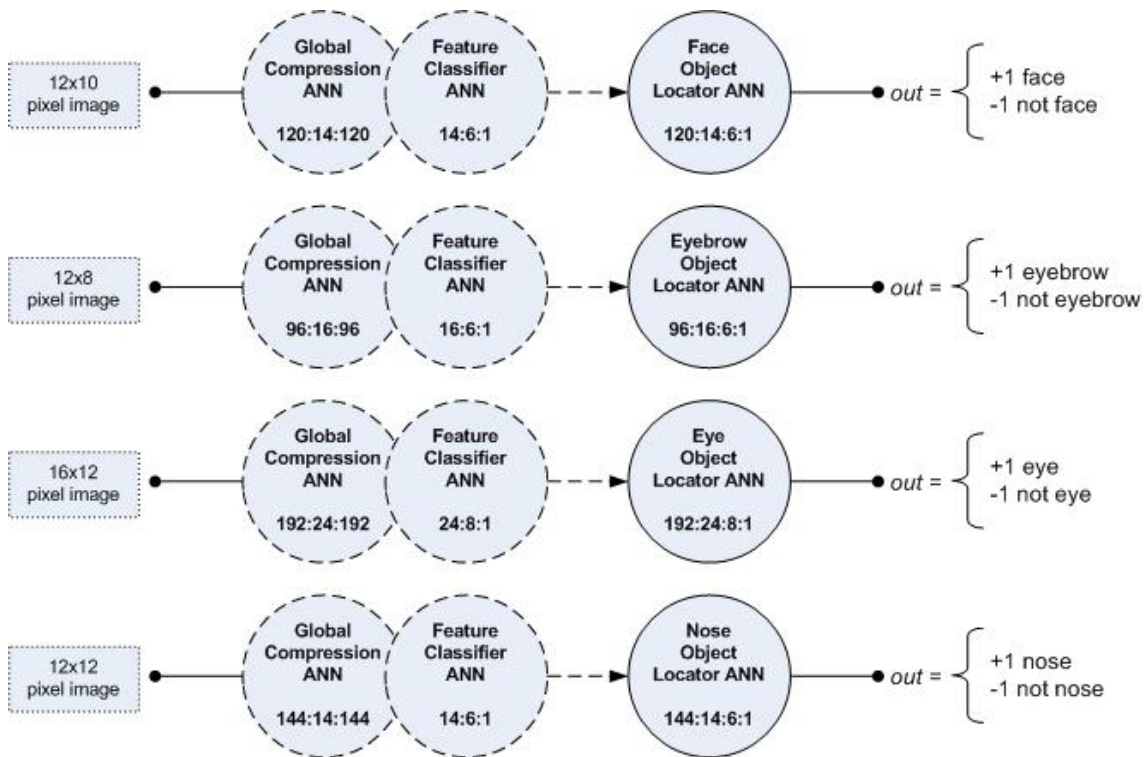 12x10
pixel image
Global
Compression
ANN
120:14:120
Feature
Classifier
ANN
14:6:1
Face
Object
Locator ANN
120:14:6:1
out =
+1 face
-1 not face
12x8
pixel image
Global
Compression
ANN
96:16:96
Feature
Classifier
ANN
16:6:1
Eyebrow
Object
Locator ANN
96:16:6:1
out =
+1 eyebrow
-1 not eyebrow
16x12
pixel image
Global
Compression
ANN
192:24:192
Feature
Classifier
ANN
24:8:1
Eye
Object
Locator ANN
192:24:8:1
out =
+1 eye
-1 not eye
12x12
pixel image
Global
Compression
ANN
144:14:144
Feature
Classifier
ANN
14:6:1
Nose
Object
Locator ANN
144:14:6:1
out =
+1 nose
-1 not nose